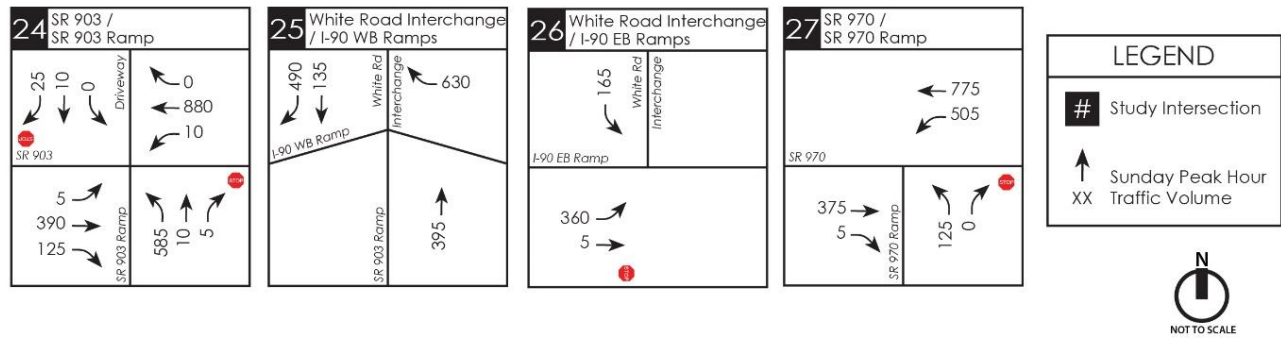 24
SR 903 /
SR 903 Ramp
25
10
0
Driveway
0
880
10
STOP
SR 903
5
390
125
SR 903 Ramp
585
10
5
STOP
25
White Road Interchange
/ I-90 WB Ramps
490
135
White Rd
Interchange
630
I-90 WB Ramp
SR 903 Ramp
395
26
White Road Interchange
/ I-90 EB Ramps
165
White Rd
Interchange
I-90 EB Ramp
360
5
STOP
27
SR 970 /
SR 970 Ramp
775
505
SR 970
375
5
SR 970 Ramp
125
0
STOP
LEGEND
# Study Intersection
XX Sunday Peak Hour
Traffic Volume
N
NOT TO SCALE